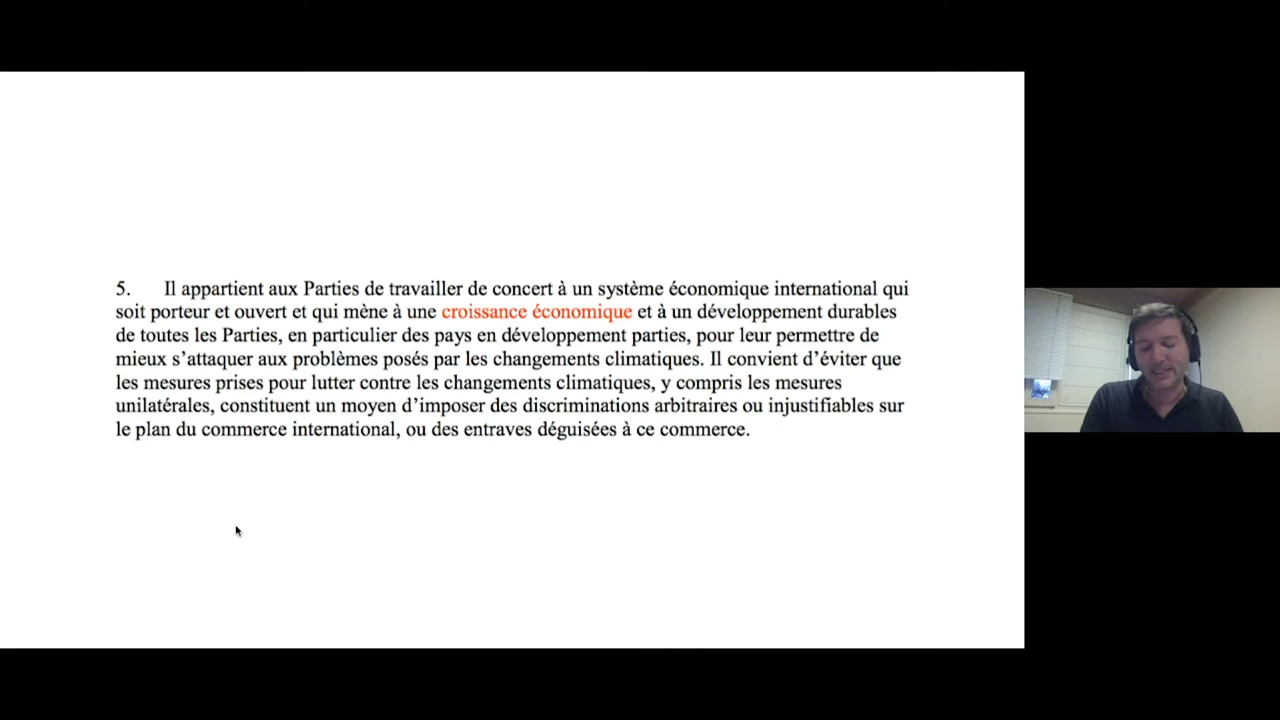 5. Il appartient aux Parties de travailler de concert à un système économique international qui
soit porteur et ouvert et qui mène à une croissance économique et à un développement durables
de toutes les Parties, en particulier des pays en développement parties, pour leur permettre de
mieux s’attaquer aux problèmes posés par les changements climatiques. Il convient d’éviter que
les mesures prises pour lutter contre les changements climatiques, y compris les mesures
unilatérales, constituent un moyen d’imposer des discriminations arbitraires ou injustifiables sur
le plan du commerce international, ou des entraves déguisées à ce commerce.